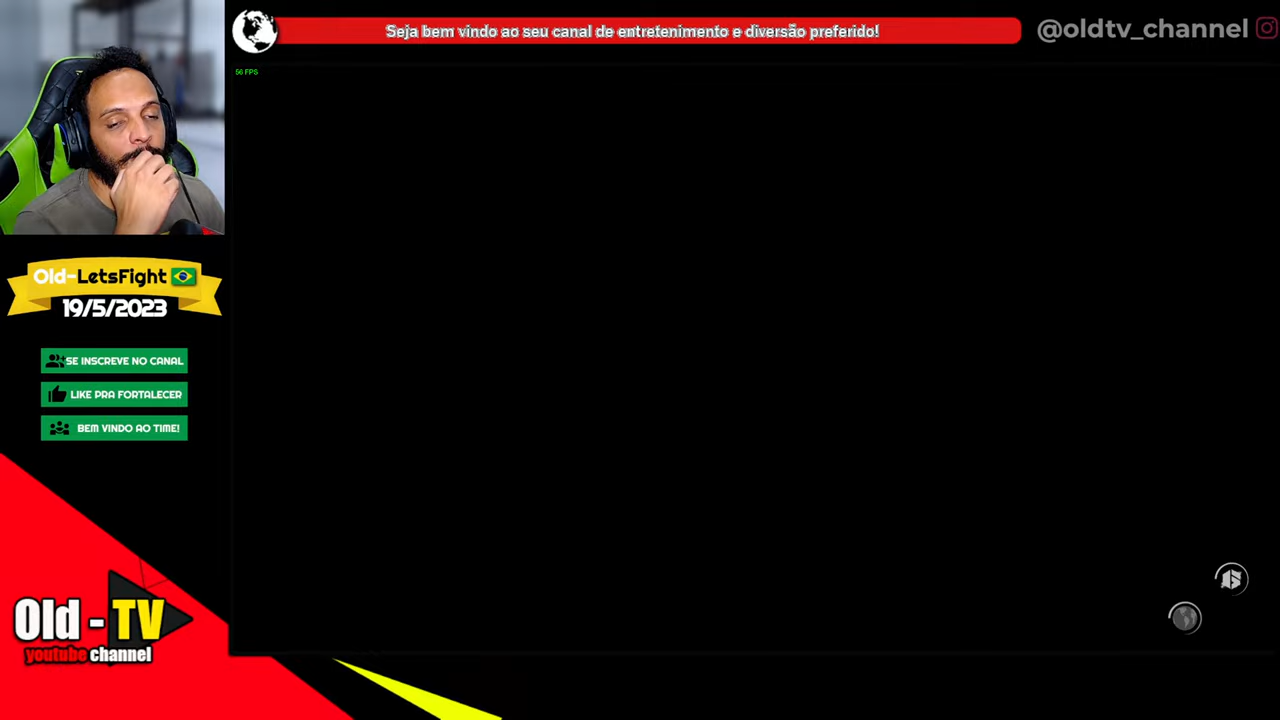 Seja bem vindo ao seu canal de entretenimento e diversão preferido!
@oldtv_channel
56 FPS
Old-LetsFight
19/5/2023
SE INSCREVE NO CANAL
LIKE PRA FORTALECER
BEM VINDO AO TIME!
Old - TV
youtube channel